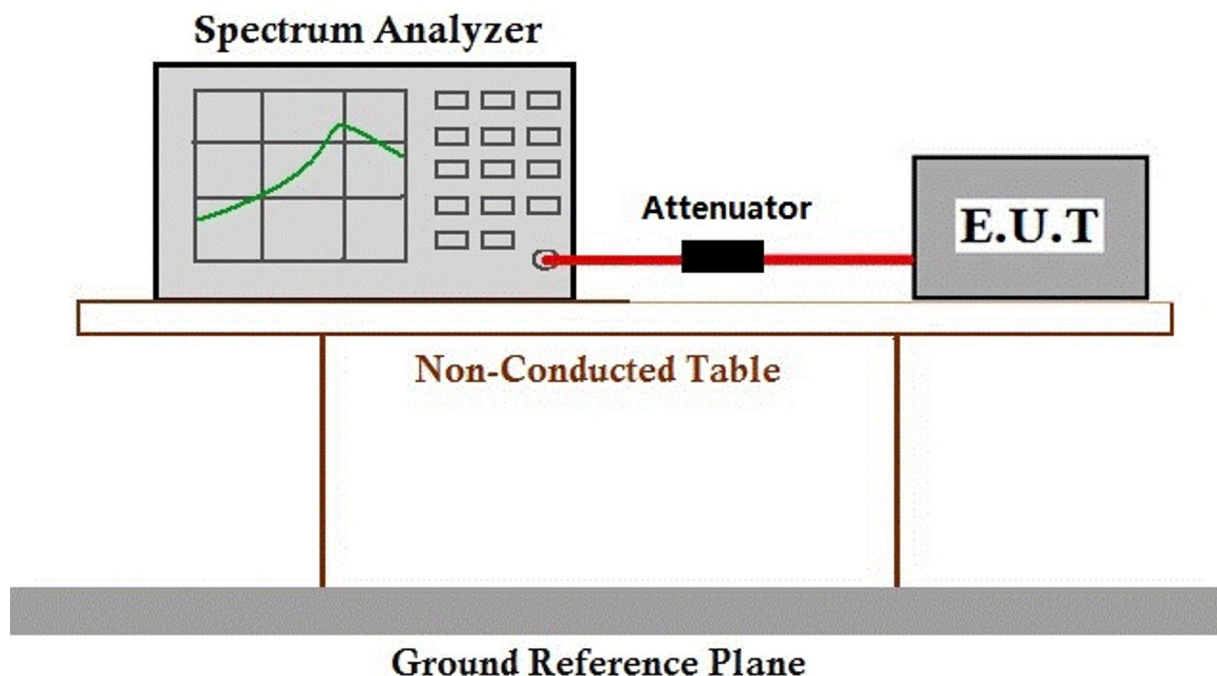 Spectrum Analyzer
Attenuator
E.U.T
Non-Conducted Table
Ground Reference Plane